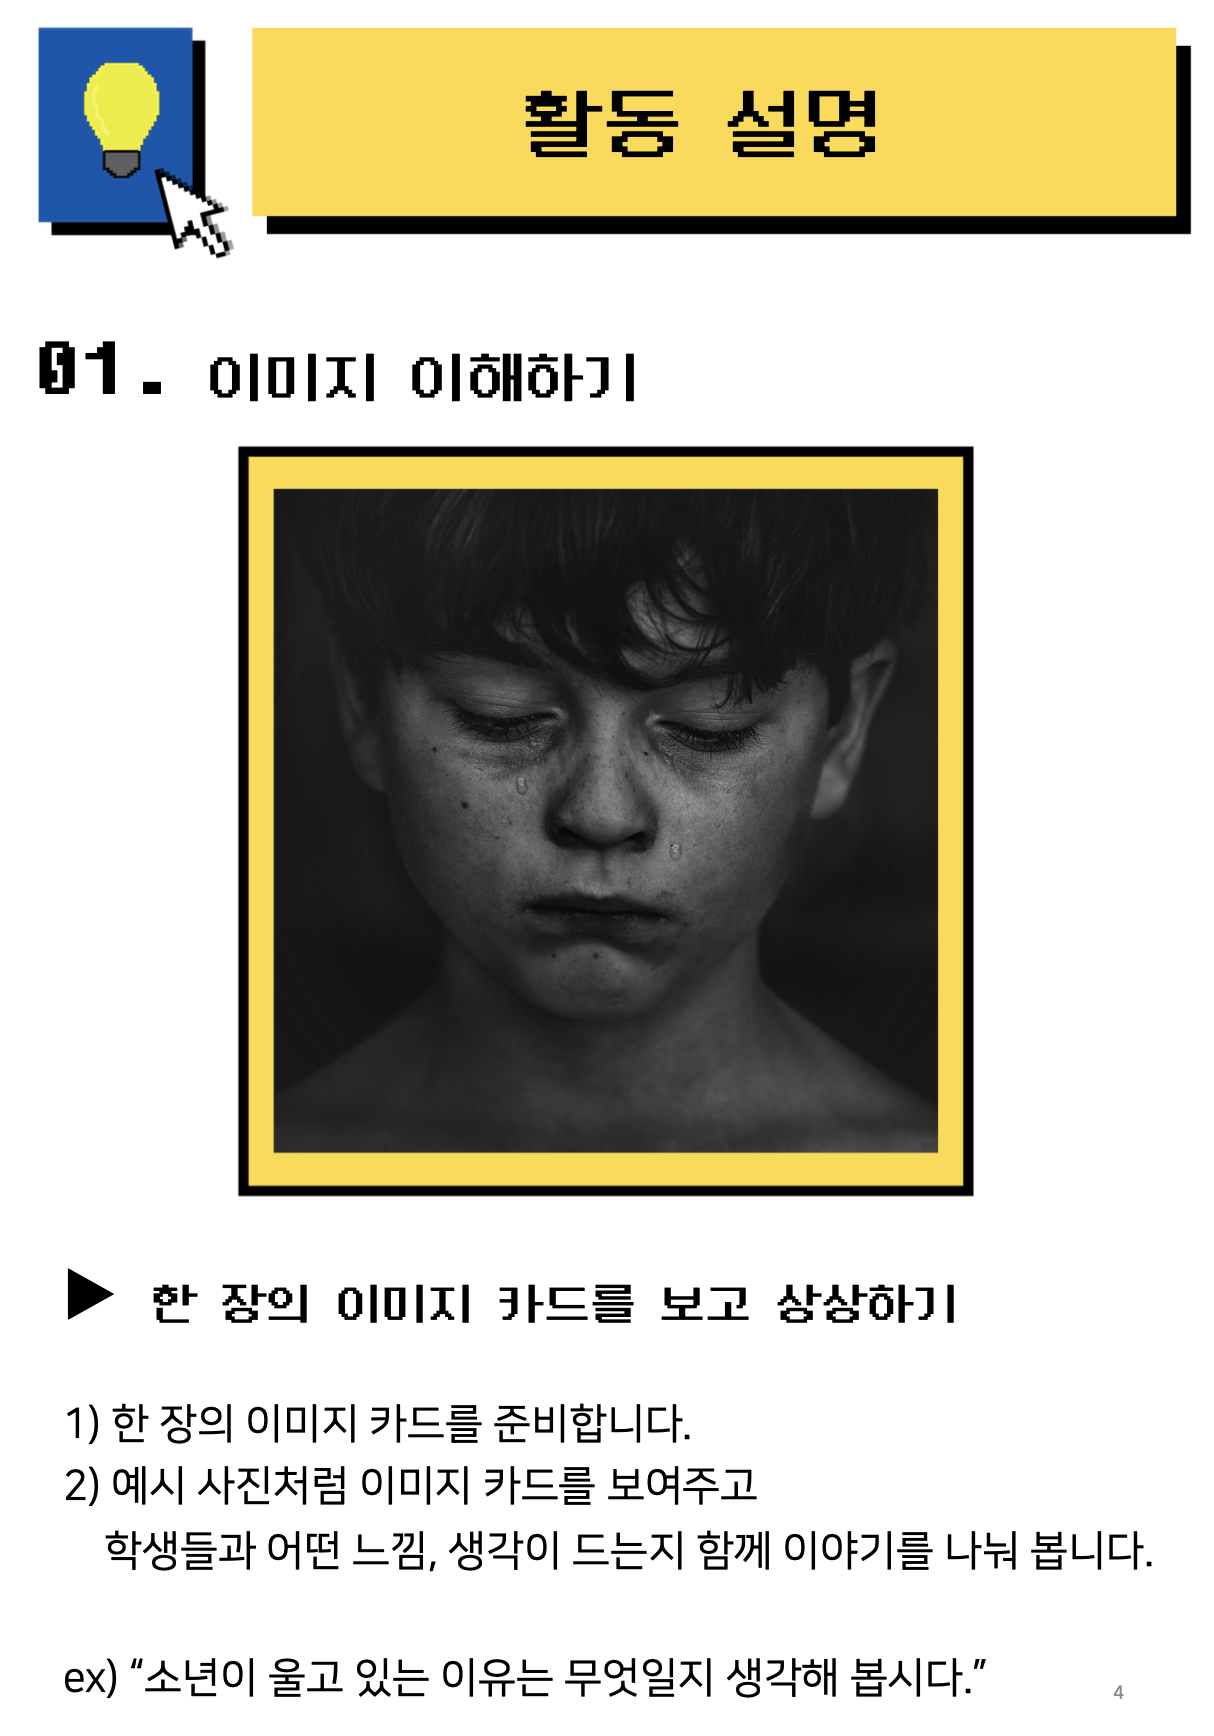 활동 설명
01. 이미지 이해하기
▶ 한 장의 이미지 카드를 보고 상상하기
1) 한 장의 이미지 카드를 준비합니다.
2) 예시 사진처럼 이미지 카드를 보여주고
학생들과 어떤 느낌, 생각이 드는지 함께 이야기를 나눠 봅니다.
ex) “소년이 울고 있는 이유는 무엇일지 생각해 봅시다.”
4